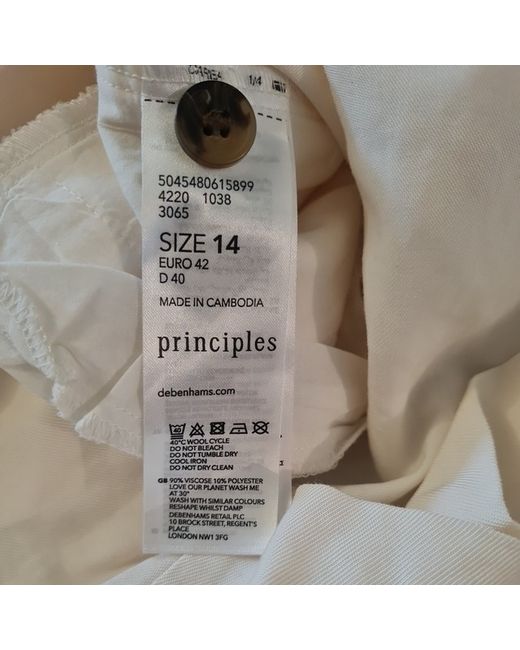 CARE
1/4
5045480615899
4220 1038
3065
SIZE 14
EURO 42
D 40
MADE IN CAMBODIA
principles
debenhams.com
40
40°C WOOL CYCLE
DO NOT BLEACH
DO NOT TUMBLE DRY
COOL IRON
DO NOT DRY CLEAN
GB 90% VISCOSE 10% POLYESTER
LOVE OUR PLANET WASH ME
AT 30°
WASH WITH SIMILAR COLOURS
RESHAPE WHILST DAMP
DEBENHAMS RETAIL PLC
10 BROCK STREET, REGENT'S
PLACE
LONDON NW1 3FG